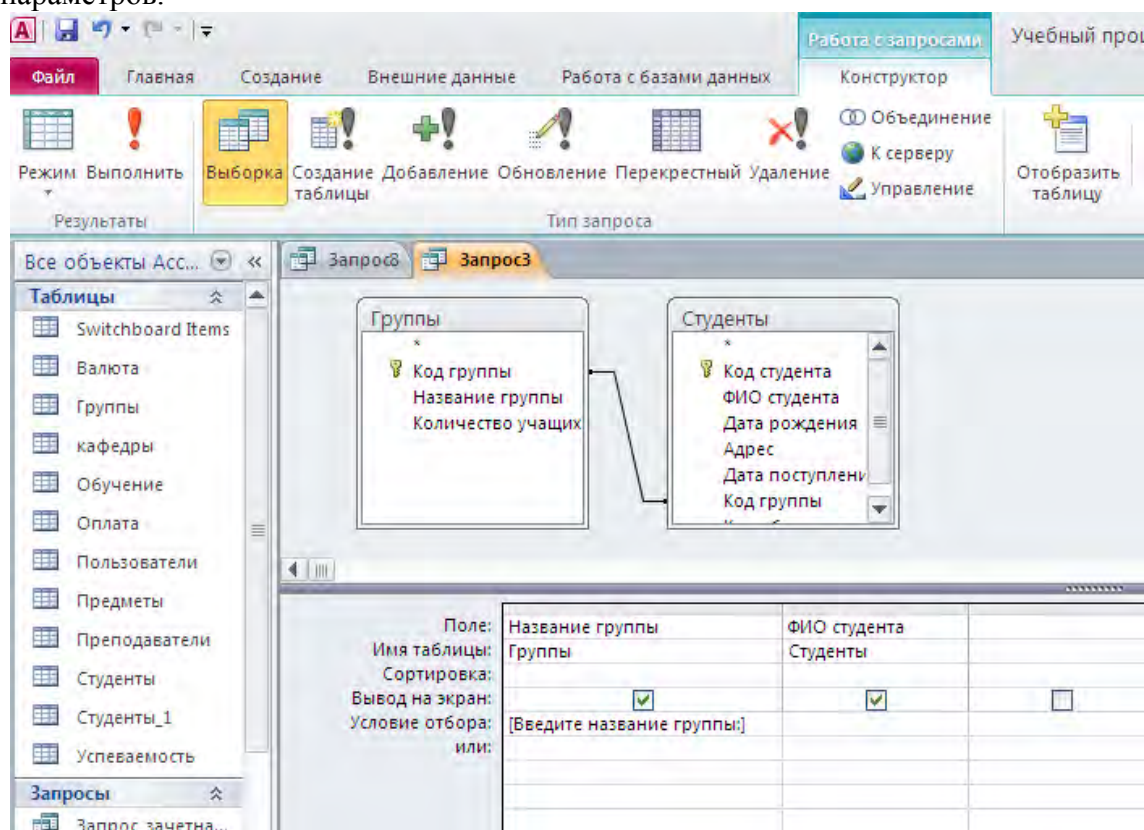 параметров.
Работа с запросами
Учебный про
Файл Главная Создание Внешние данные Работа с базами данных Конструктор
Режим
Выполнить
Выборка
Создание таблицы
Добавление
Обновление
Перекрестный
Удаление
Объединение
К серверу
Управление
Отобразить таблицу
Результаты
Тип запроса
Все объекты Acc...
Запрос8
Запрос3
Таблицы
Switchboard Items
Валюта
Группы
кафедры
Обучение
Оплата
Пользователи
Предметы
Преподаватели
Студенты
Студенты_1
Успеваемость
Запросы
Запрос зачетна...
Группы
*
Код группы
Название группы
Количество учащих
Студенты
*
Код студента
ФИО студента
Дата рождения
Адрес
Дата поступлени
Код группы
Поле: Название группы ФИО студента
Имя таблицы: Группы Студенты
Сортировка:
Вывод на экран:
Условие отбора: [Введите название группы:]
или: